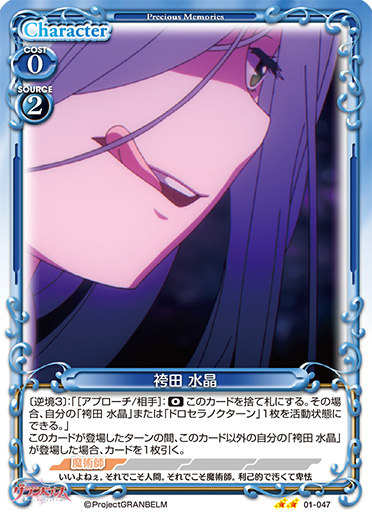 Precious Memories
Character
COST
0
SOURCE
2
袴田 水晶
[逆境3]:「[アプローチ/相手]:0このカードを捨て札にする。その場
合、自分の「袴田 水晶」または「ドロセラノクターン」1枚を活動状態に
できる。」
このカードが登場したターンの間、このカード以外の自分の「袴田 水晶」
が登場した場合、カードを1枚引く。
魔術師
いいよねぇ。それでこそ人間。それでこそ魔術師。利己的で汚くて卑怯
グランベルム
©ProjectGRANBELM
01-047